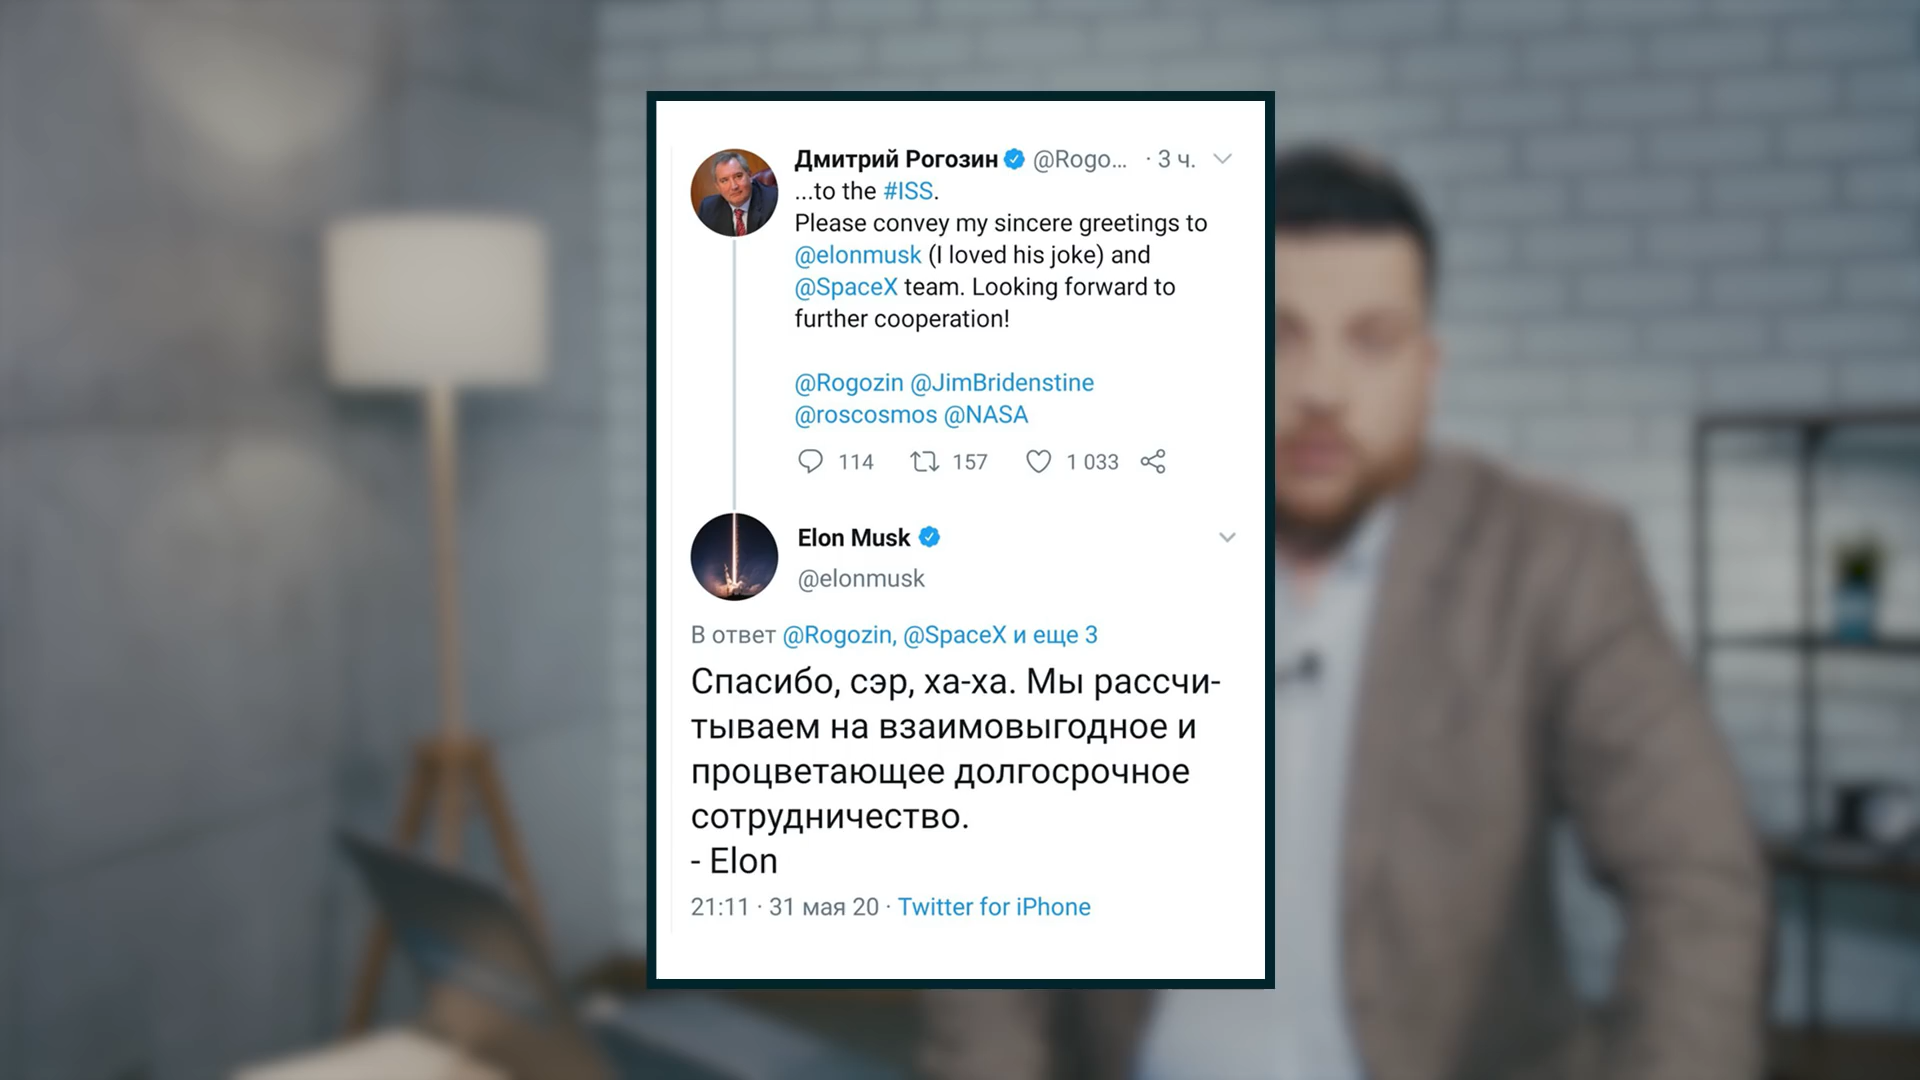 Дмитрий Рогозин @Rogo... · 3 ч.
...to the #ISS.
Please convey my sincere greetings to
@elonmusk (I loved his joke) and
@SpaceX team. Looking forward to
further cooperation!
@Rogozin @JimBridenstine
@roscosmos @NASA
114 157 1 033
Elon Musk
@elonmusk
В ответ @Rogozin, @SpaceX и еще 3
Спасибо, сэр, ха-ха. Мы рассчи-
тываем на взаимовыгодное и
процветающее долгосрочное
сотрудничество.
- Elon
21:11 · 31 мая 20 · Twitter for iPhone